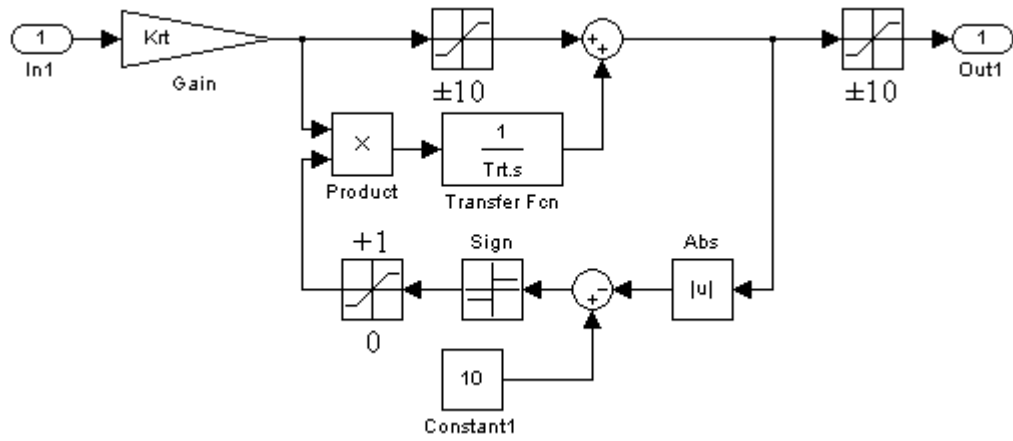 1
In1
Krt
Gain
±10
+
+
1
Out1
±10
×
Product
1
Trt.s
Transfer Fcn
+1
0
Sign
−
+
Abs
|u|
10
Constant1